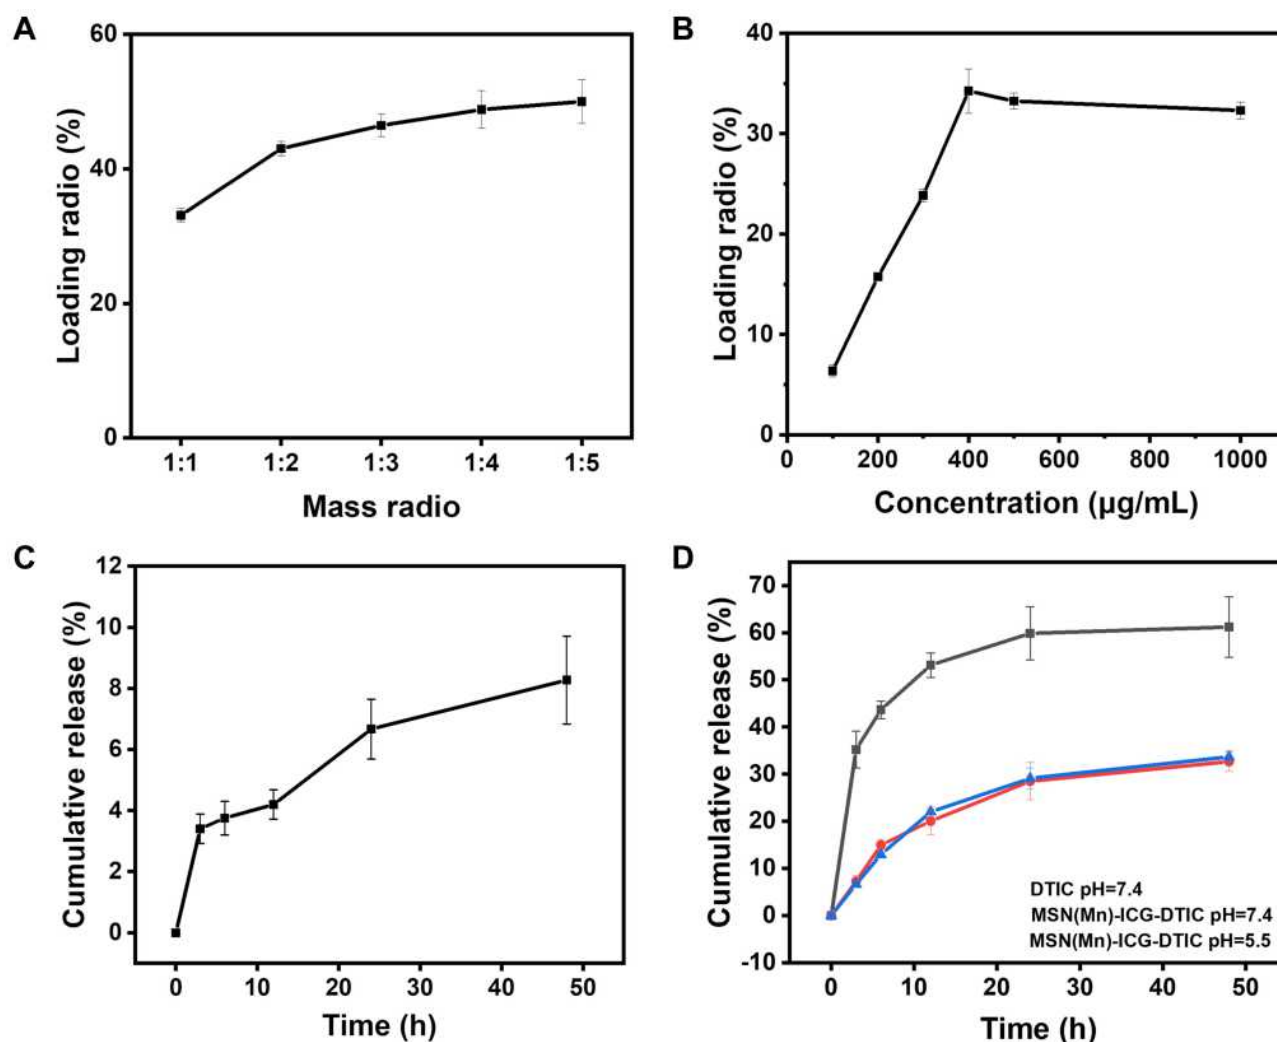 A
60
40
20
0
Loading radio (%)
1:1 1:2 1:3 1:4 1:5
Mass radio
B
40
30
20
10
0
Loading radio (%)
0 200 400 600 800 1000
Concentration (µg/mL)
C
12
10
8
6
4
2
0
Cumulative release (%)
0 10 20 30 40 50
Time (h)
D
70
60
50
40
30
20
10
0
-10
Cumulative release (%)
DTIC pH=7.4
MSN(Mn)-ICG-DTIC pH=7.4
MSN(Mn)-ICG-DTIC pH=5.5
0 10 20 30 40 50
Time (h)